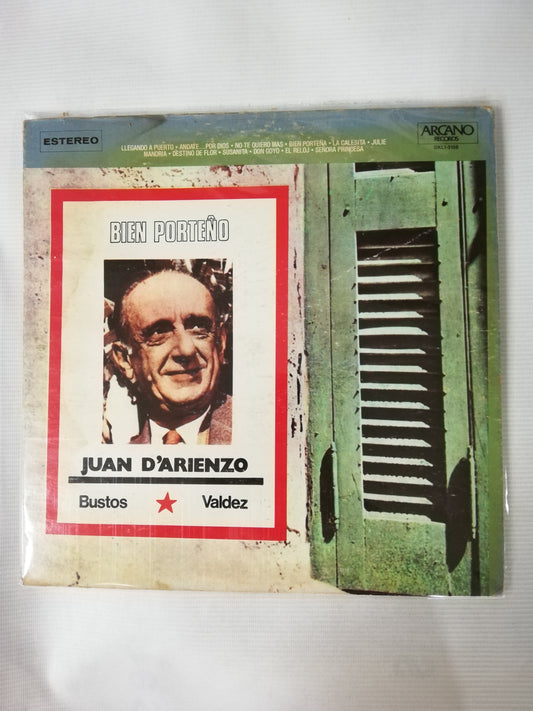 ESTEREO
LLEGANDO A PUERTO • ANDATE...POR DIOS • NO TE QUIERO MAS • BIEN PORTEÑA • LA CALESITA • JULIE
MANDRIA • DESTINO DE FLOR • SUSANITA • DON GOYO • EL RELOJ • SEÑORA PRINCESA
ARCANO
RECORDS
BIEN PORTEÑO
JUAN D'ARIENZO
Bustos ★ Valdez